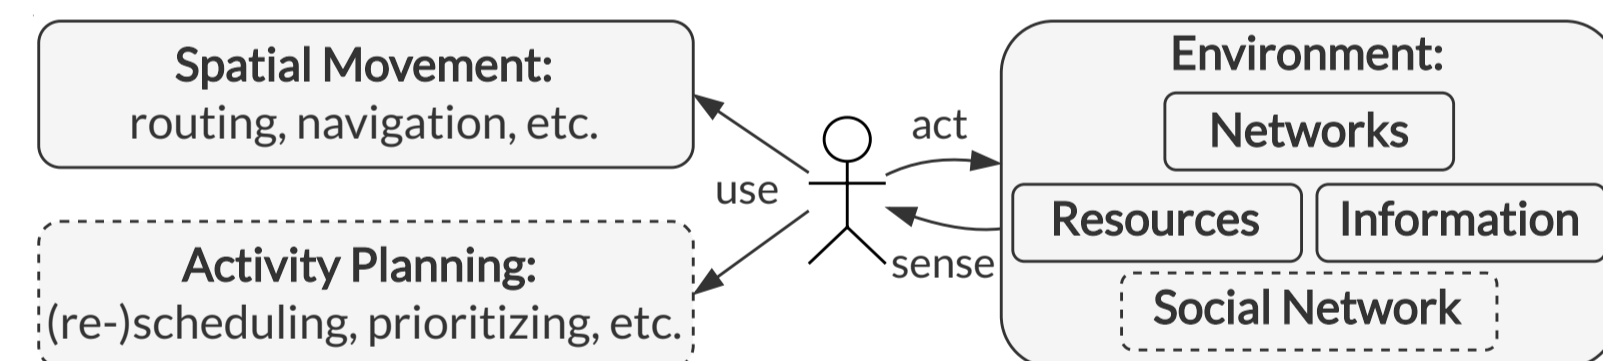 Spatial Movement:
routing, navigation, etc.
use
Activity Planning:
(re-)scheduling, prioritizing, etc.
act
sense
Environment:
Networks
Resources
Information
Social Network